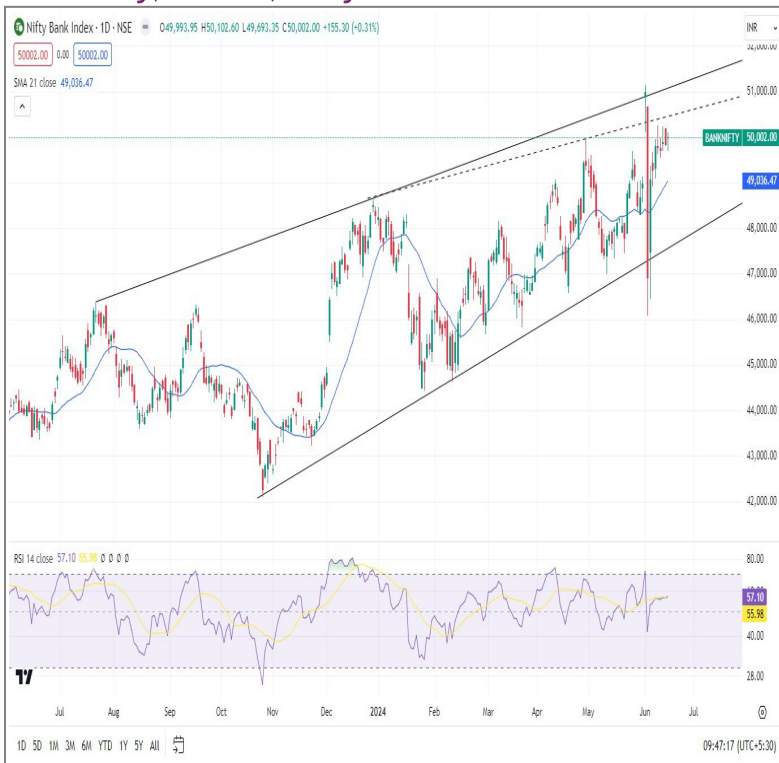 Nifty Bank Index · 1D · NSE O49,993.95 H50,102.60 L49,693.35 C50,002.00 +155.30 (+0.31%)
INR
50002.00 0.00 50002.00
SMA 21 close 49,036.47
52,000.00
51,000.00
BANKNIFTY 50,002.00
49,036.47
48,000.00
47,000.00
46,000.00
45,000.00
44,000.00
43,000.00
42,000.00
RSI 14 close 57.10 55.98 Ø Ø Ø Ø
80.00
57.10
55.98
40.00
28.00
Jul Aug Sep Oct Nov Dec 2024 Feb Mar Apr May Jun Jul
1D 5D 1M 3M 6M YTD 1Y 5Y All 09:47:17 (UTC+5:30)